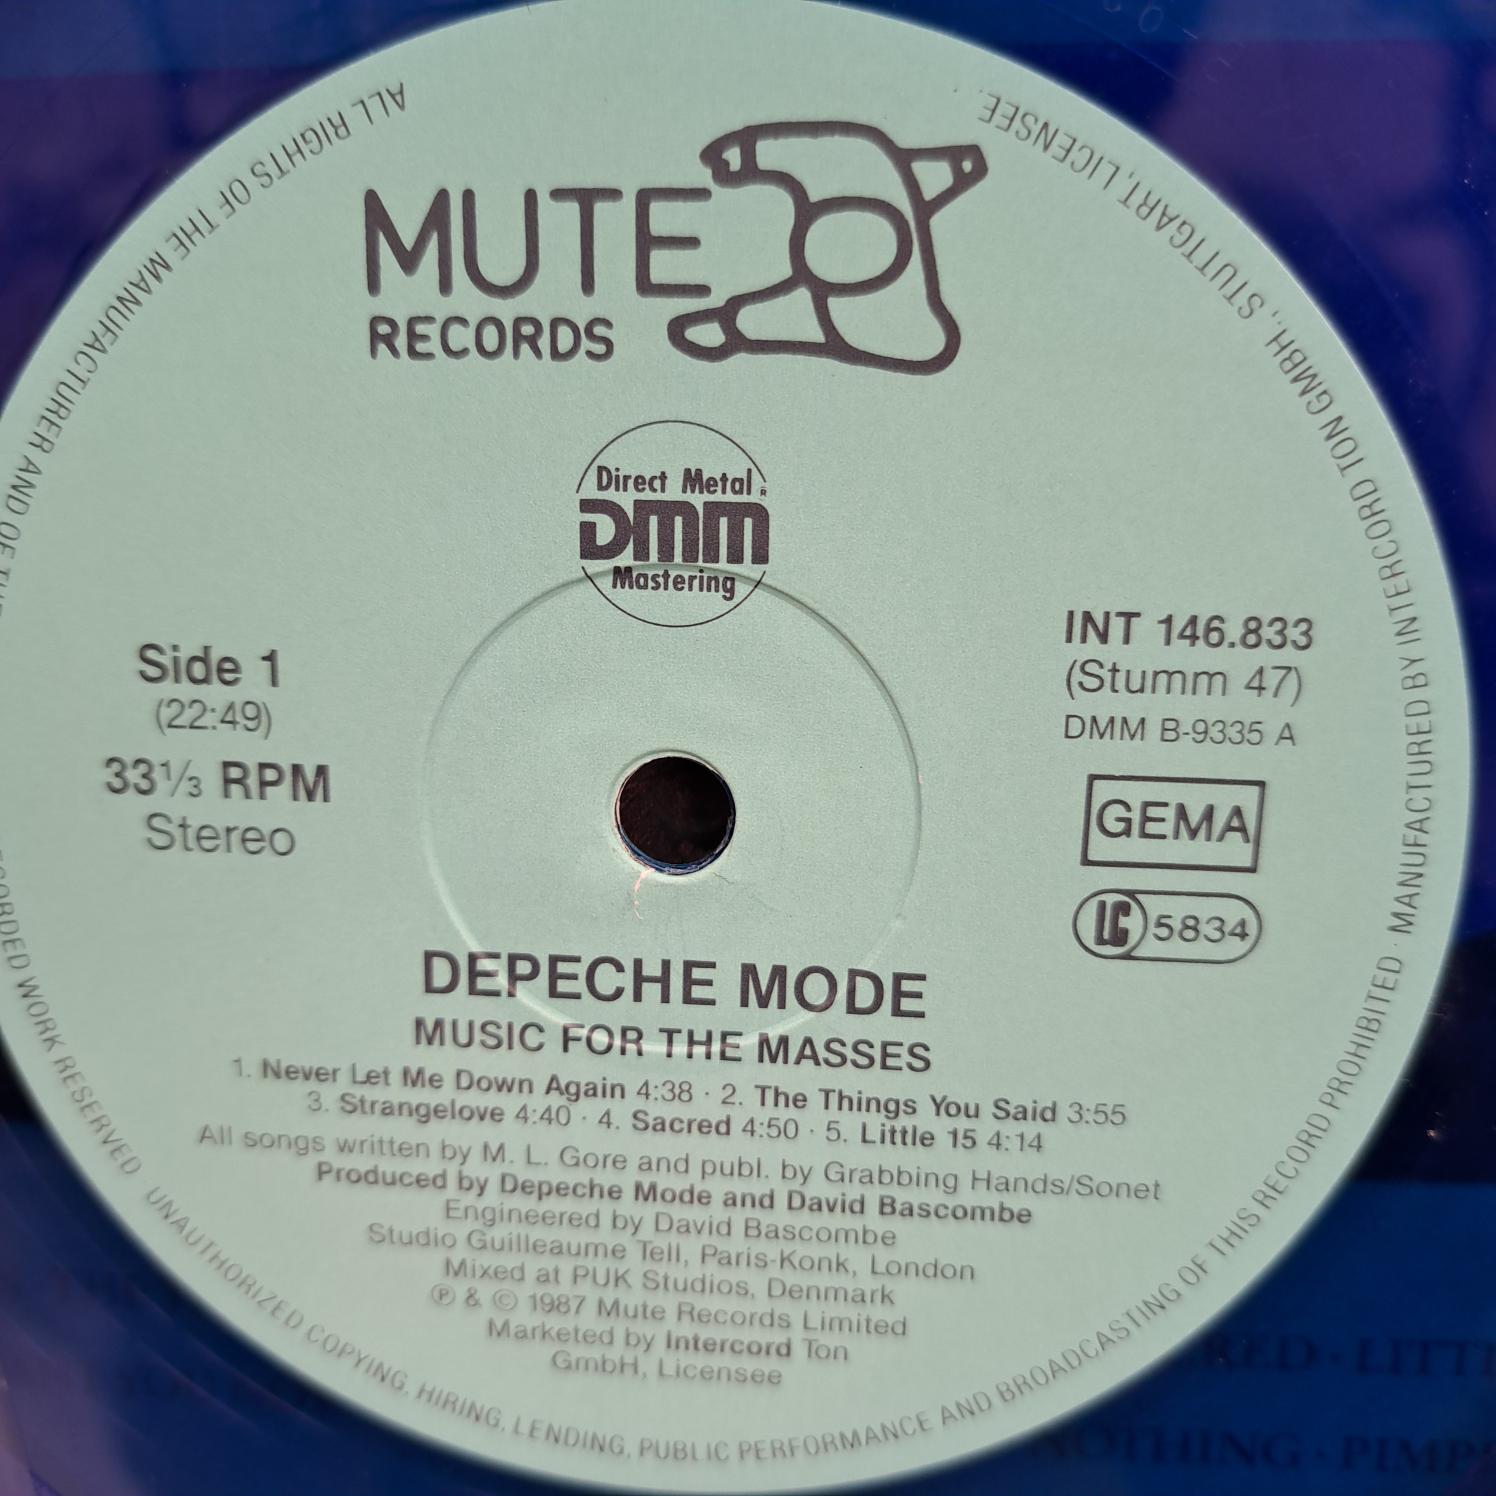 MUTE
RECORDS
Direct Metal ®
DMM
Mastering
Side 1
(22:49)
33⅓ RPM
Stereo
INT 146.833
(Stumm 47)
DMM B-9335 A
GEMA
LC 5834
DEPECHE MODE
MUSIC FOR THE MASSES
1. Never Let Me Down Again 4:38 · 2. The Things You Said 3:55
3. Strangelove 4:40 · 4. Sacred 4:50 · 5. Little 15 4:14
All songs written by M. L. Gore and publ. by Grabbing Hands/Sonet
Produced by Depeche Mode and David Bascombe
Engineered by David Bascombe
Studio Guilleaume Tell, Paris-Konk, London
Mixed at PUK Studios, Denmark
℗ & © 1987 Mute Records Limited
Marketed by Intercord Ton
GmbH, Licensee
ALL RIGHTS OF THE MANUFACTURER AND OF
WORK RESERVED
UNAUTHORIZED COPYING, HIRING, LENDING, PUBLIC PERFORMANCE AND BROADCASTING OF THIS RECORD PROHIBITED · MANUFACTURED BY INTERCORD TON GMBH., STUTTGART, LICENSEE.
NOTHING ·